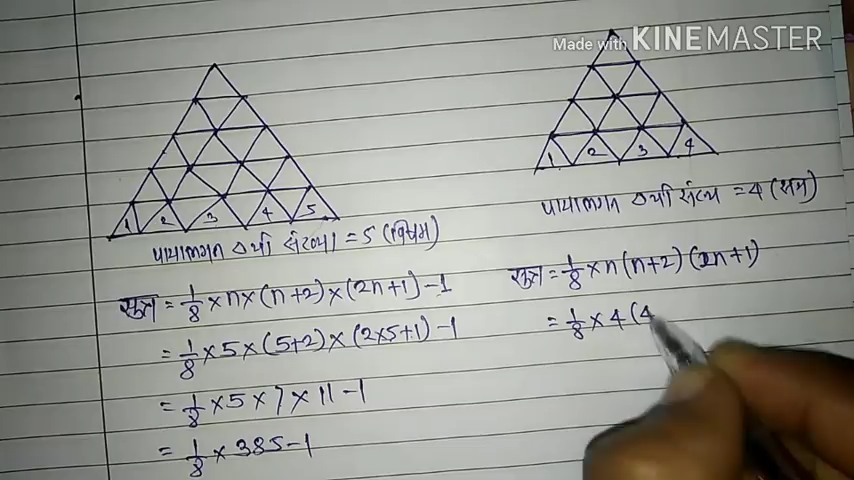 Made with KINEMASTER
1 2 3 4 5
पायालगत △ची संख्या = 5 (विषम)
सूत्र = 1/8 × n × (n+2) × (2n+1) - 1
= 1/8 × 5 × (5+2) × (2×5+1) - 1
= 1/8 × 5 × 7 × 11 - 1
= 1/8 × 385 - 1
1 2 3 4
पायालगत △ची संख्य = 4 (सम)
सूत्र = 1/8 × n (n+2) (2n+1)
= 1/8 × 4 (4